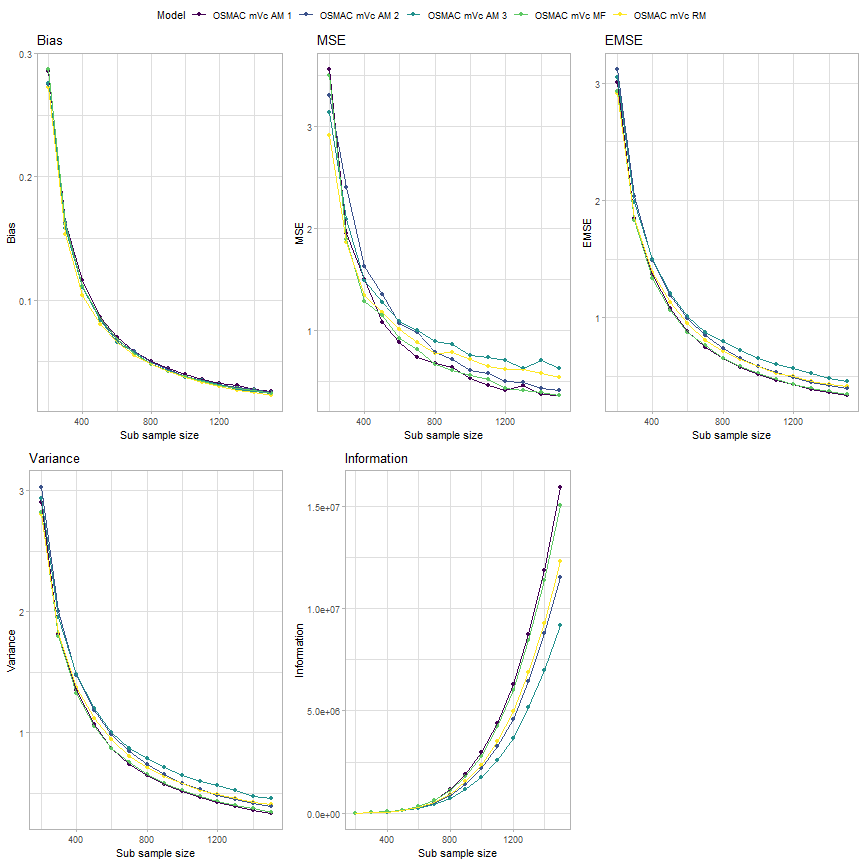 Model OSMAC mVc AM 1 OSMAC mVc AM 2 OSMAC mVc AM 3 OSMAC mVc MF OSMAC mVc RM
Bias
0.3
0.2
0.1
Bias
400 800 1200
Sub sample size
MSE
3
2
1
MSE
400 800 1200
Sub sample size
EMSE
3
2
1
EMSE
400 800 1200
Sub sample size
Variance
3
2
1
Variance
400 800 1200
Sub sample size
Information
1.5e+07
1.0e+07
5.0e+06
0.0e+00
Information
400 800 1200
Sub sample size